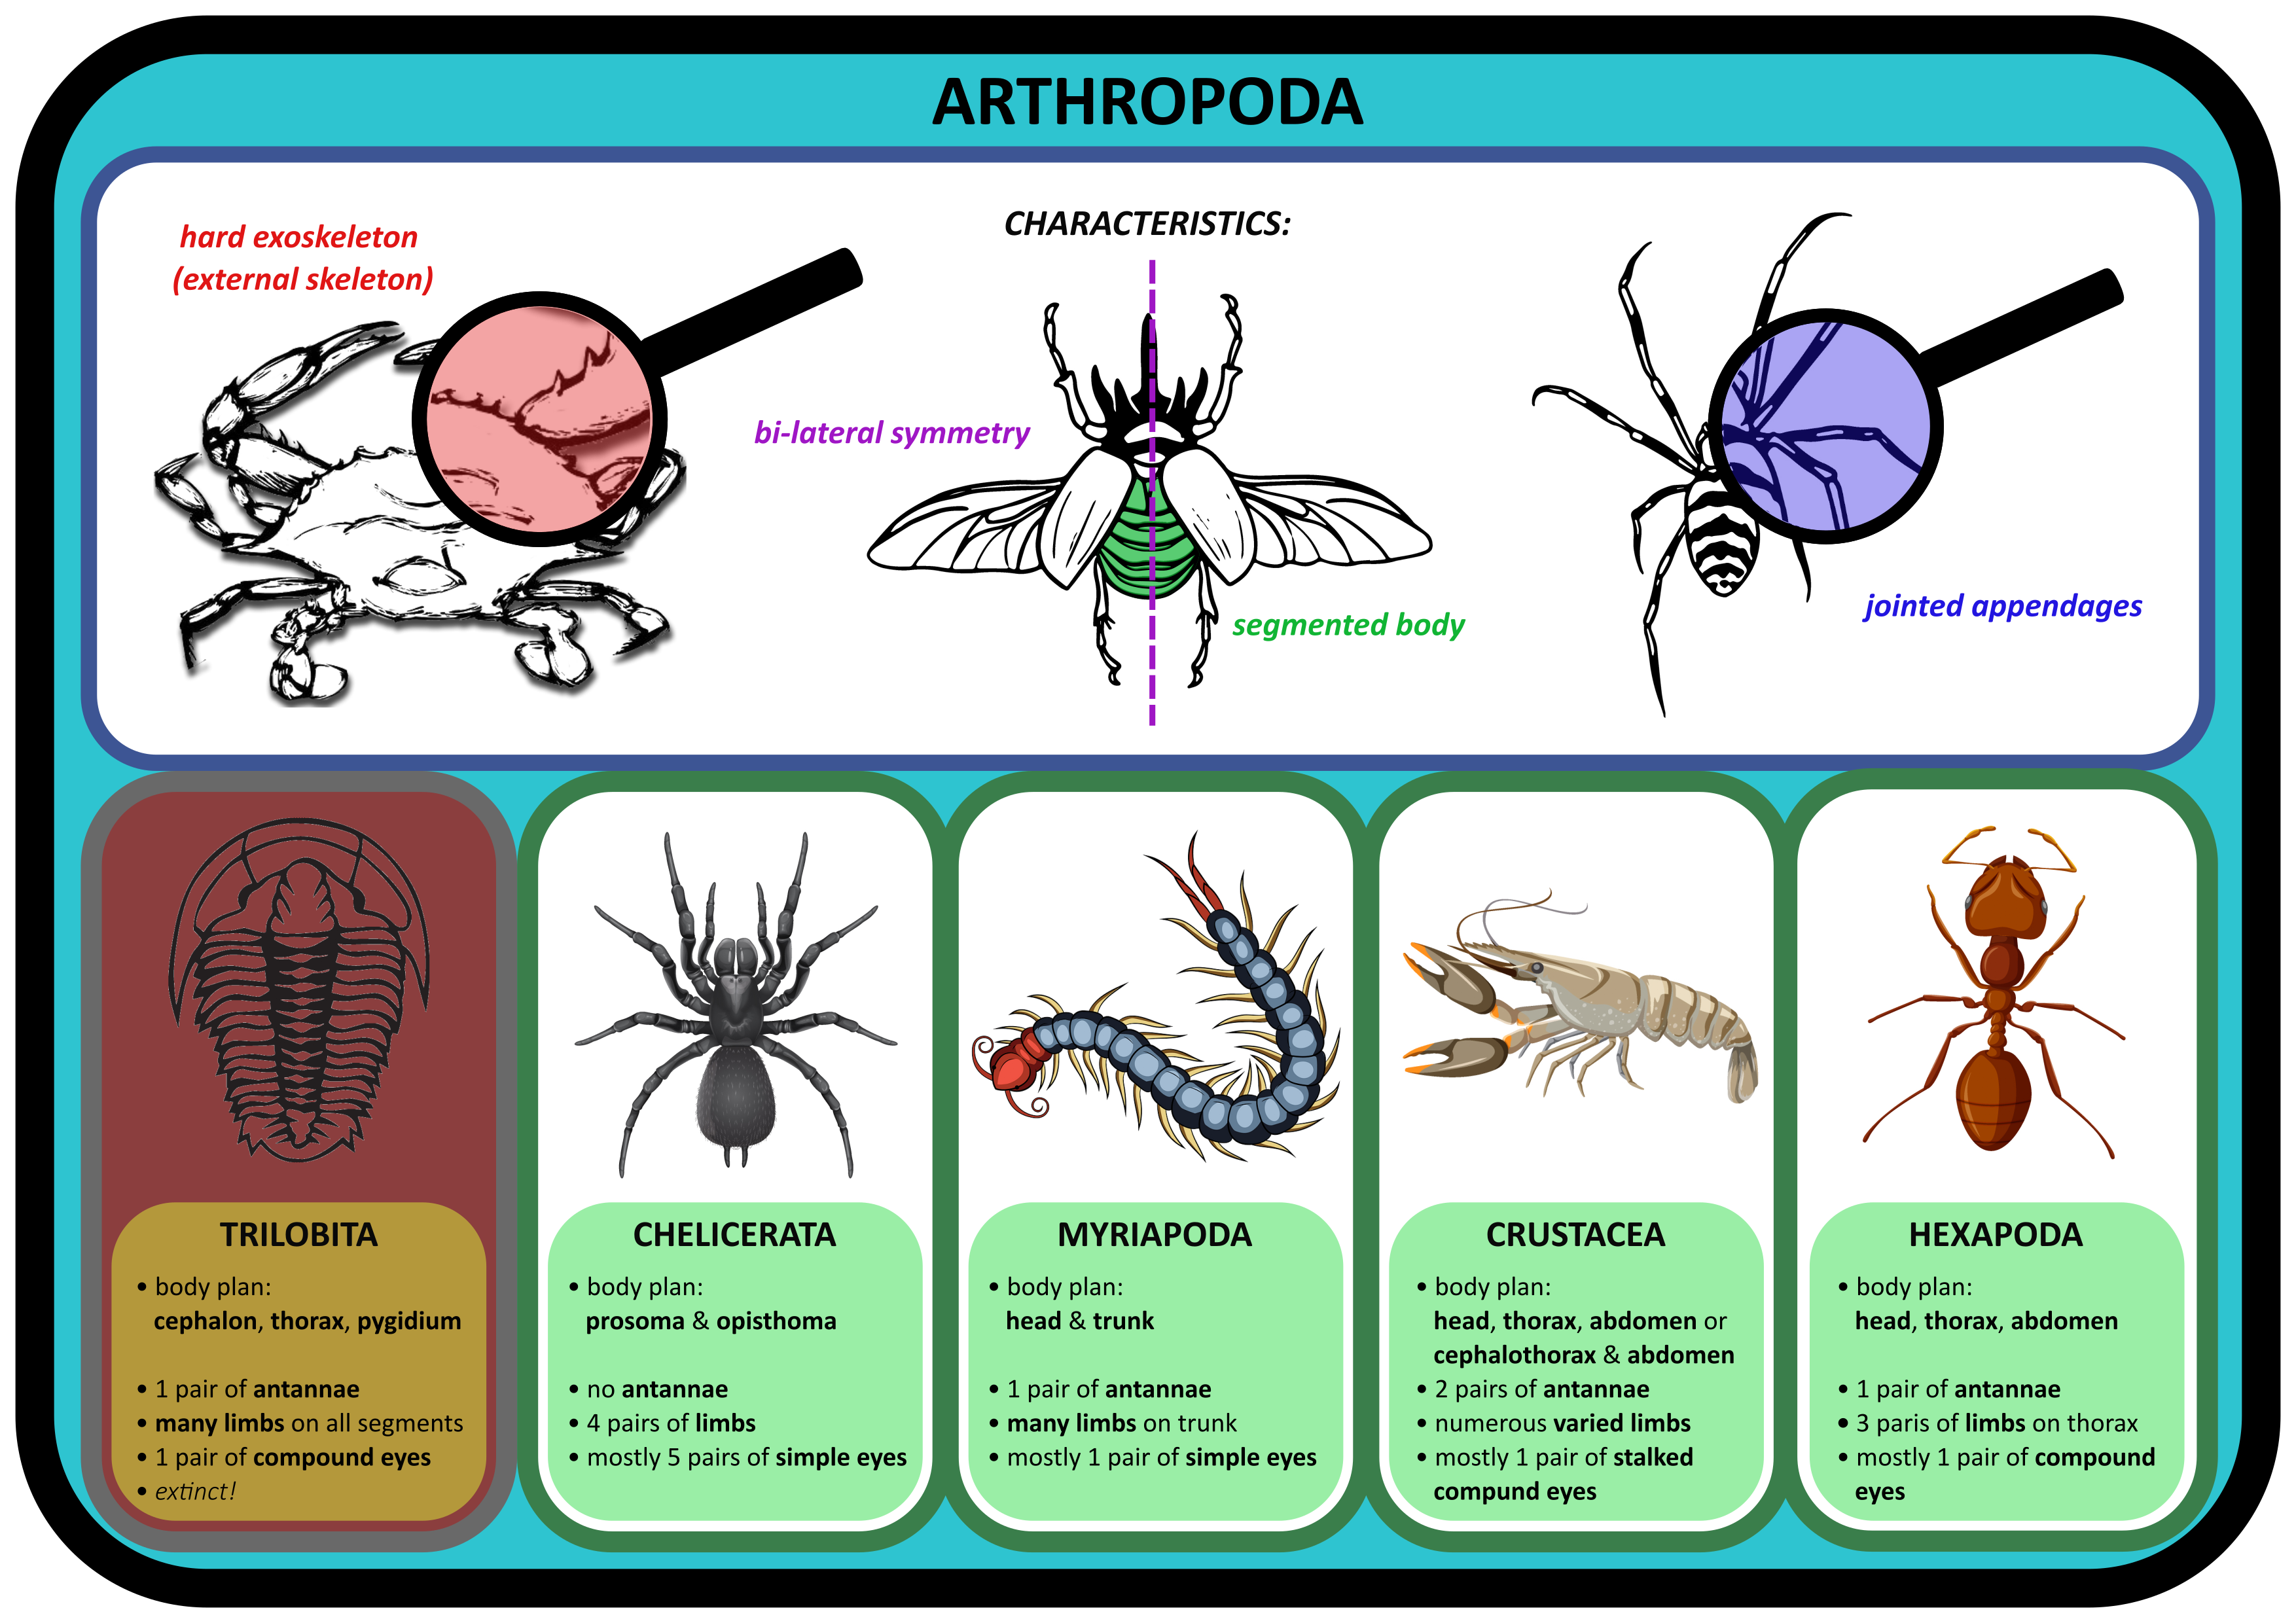 ARTHROPODA
CHARACTERISTICS:
hard exoskeleton
(external skeleton)
bi-lateral symmetry
segmented body
jointed appendages
TRILOBITA
• body plan:
cephalon, thorax, pygidium
• 1 pair of antannae
• many limbs on all segments
• 1 pair of compound eyes
• extinct!
CHELICERATA
• body plan:
prosoma & opisthoma
• no antannae
• 4 pairs of limbs
• mostly 5 pairs of simple eyes
MYRIAPODA
• body plan:
head & trunk
• 1 pair of antannae
• many limbs on trunk
• mostly 1 pair of simple eyes
CRUSTACEA
• body plan:
head, thorax, abdomen or
cephalothorax & abdomen
• 2 pairs of antannae
• numerous varied limbs
• mostly 1 pair of stalked
compund eyes
HEXAPODA
• body plan:
head, thorax, abdomen
• 1 pair of antannae
• 3 paris of limbs on thorax
• mostly 1 pair of compound
eyes